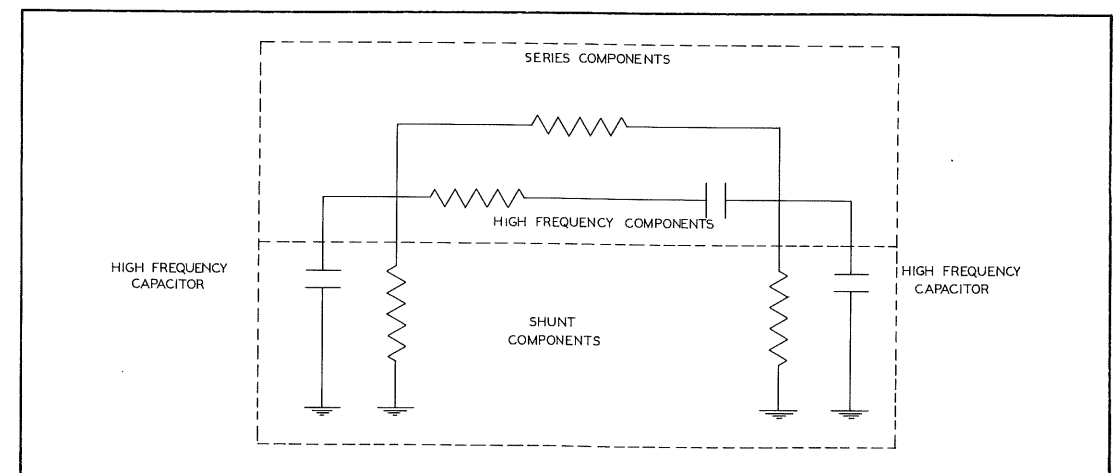 SERIES COMPONENTS
HIGH FREQUENCY COMPONENTS
HIGH FREQUENCY
CAPACITOR
HIGH FREQUENCY
CAPACITOR
SHUNT
COMPONENTS